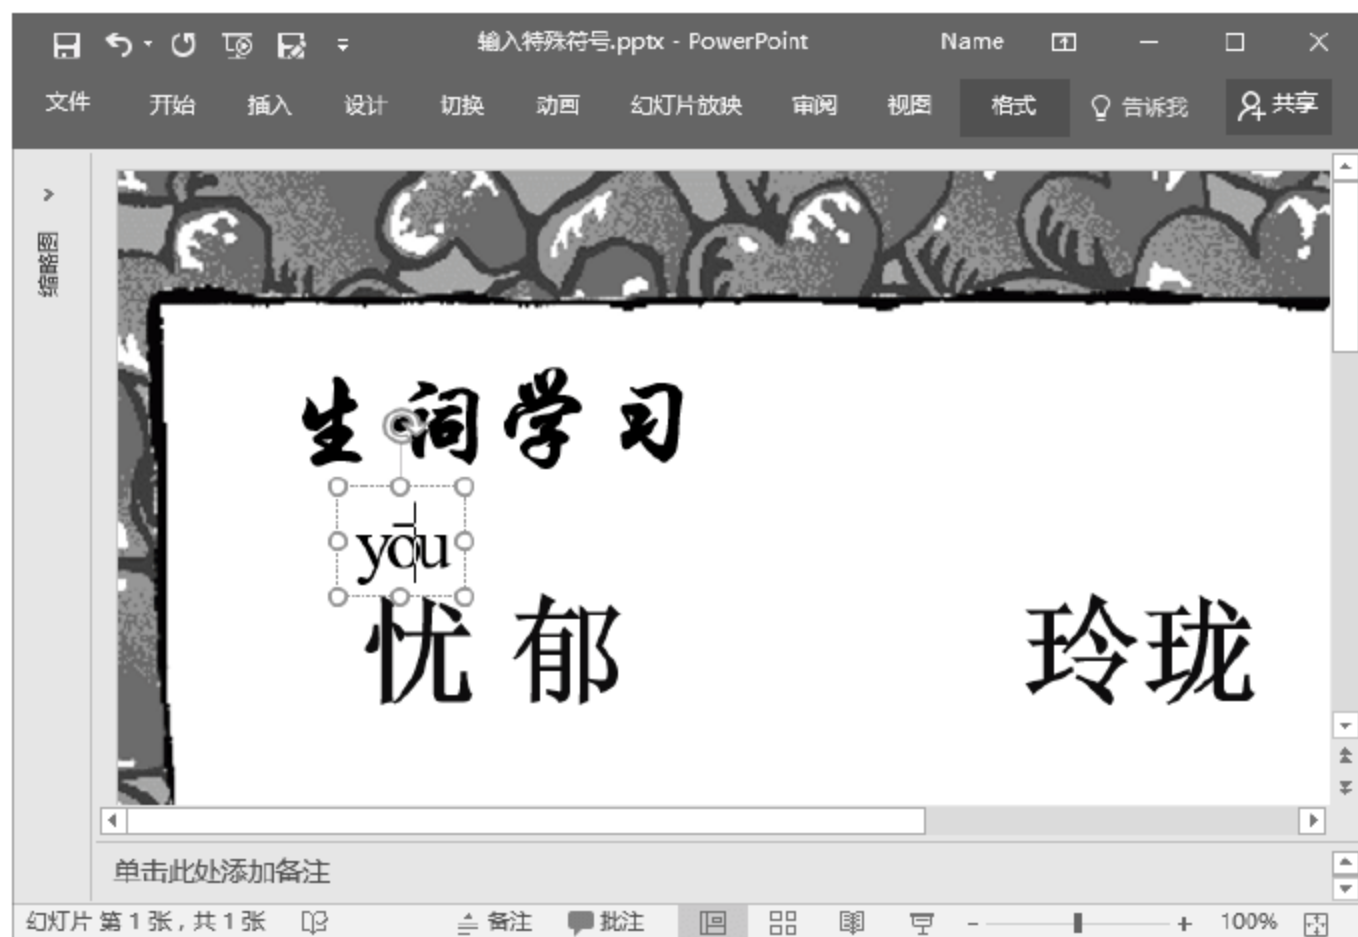 输入特殊符号.pptx - PowerPoint
Name
文件 开始 插入 设计 切换 动画 幻灯片放映 审阅 视图 格式 告诉我 共享
缩略图
生词学习
yōu
忧郁 玲珑
单击此处添加备注
幻灯片 第 1 张，共 1 张 备注 批注 - + 100%